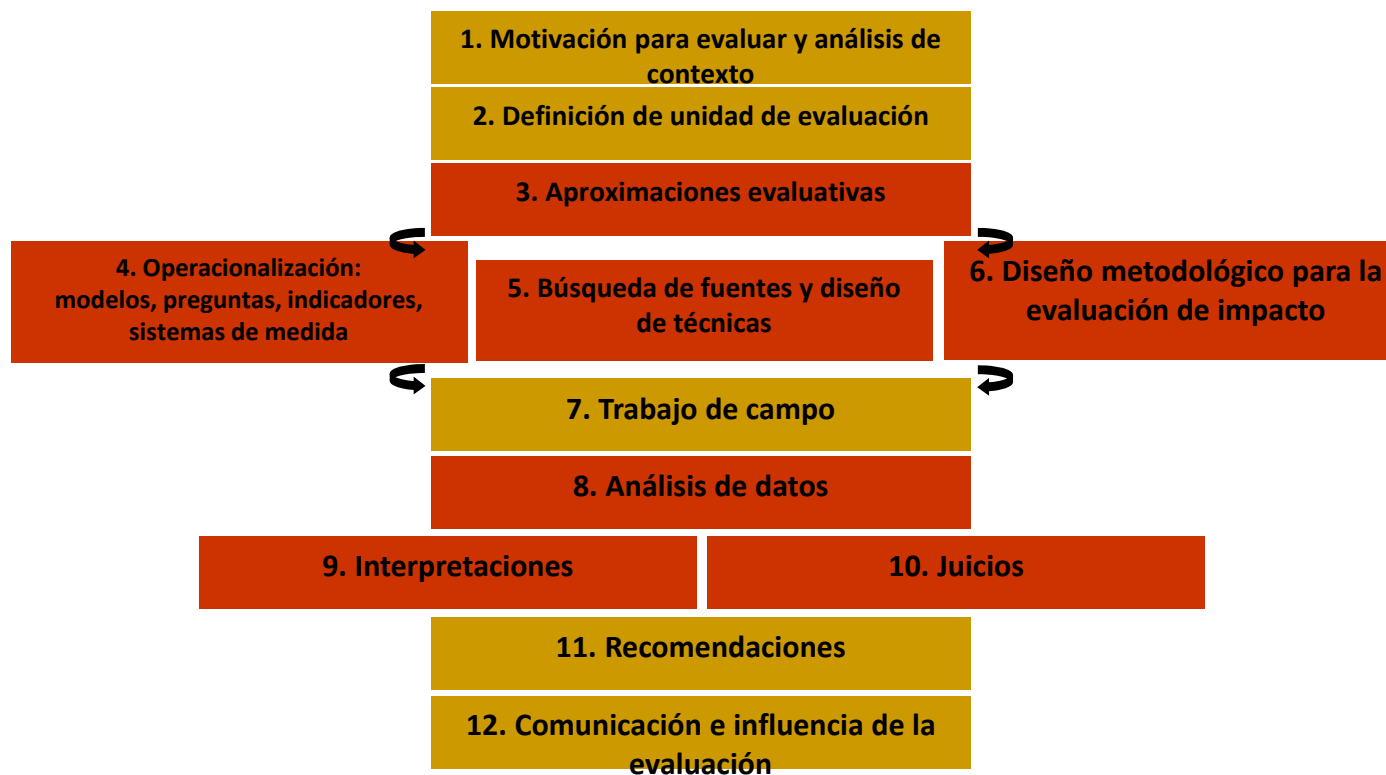 1. Motivación para evaluar y análisis de
contexto
2. Definición de unidad de evaluación
3. Aproximaciones evaluativas
4. Operacionalización:
modelos, preguntas, indicadores,
sistemas de medida
5. Búsqueda de fuentes y diseño
de técnicas
6. Diseño metodológico para la
evaluación de impacto
7. Trabajo de campo
8. Análisis de datos
9. Interpretaciones
10. Juicios
11. Recomendaciones
12. Comunicación e influencia de la
evaluación